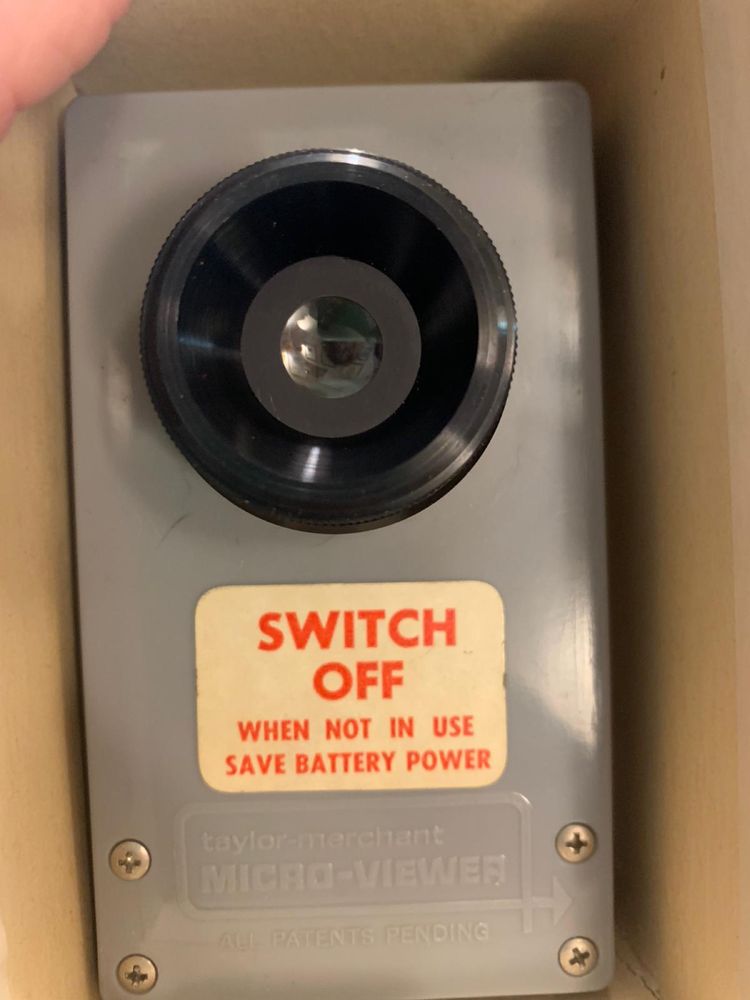 SWITCH
OFF
WHEN NOT IN USE
SAVE BATTERY POWER
taylor-merchant
MICRO-VIEWER
ALL PATENTS PENDING